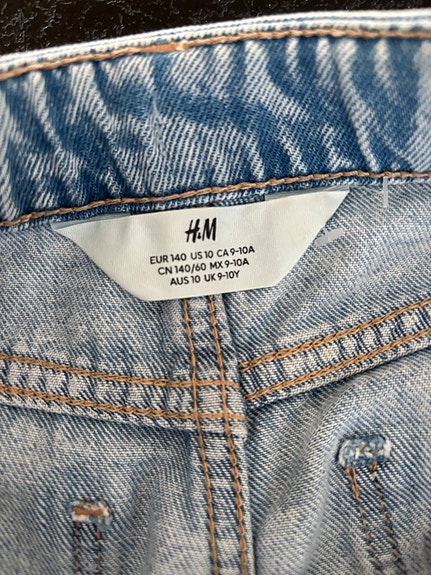 H&M
EUR 140 US 10 CA 9-10A
CN 140/60 MX 9-10A
AUS 10 UK 9-10Y